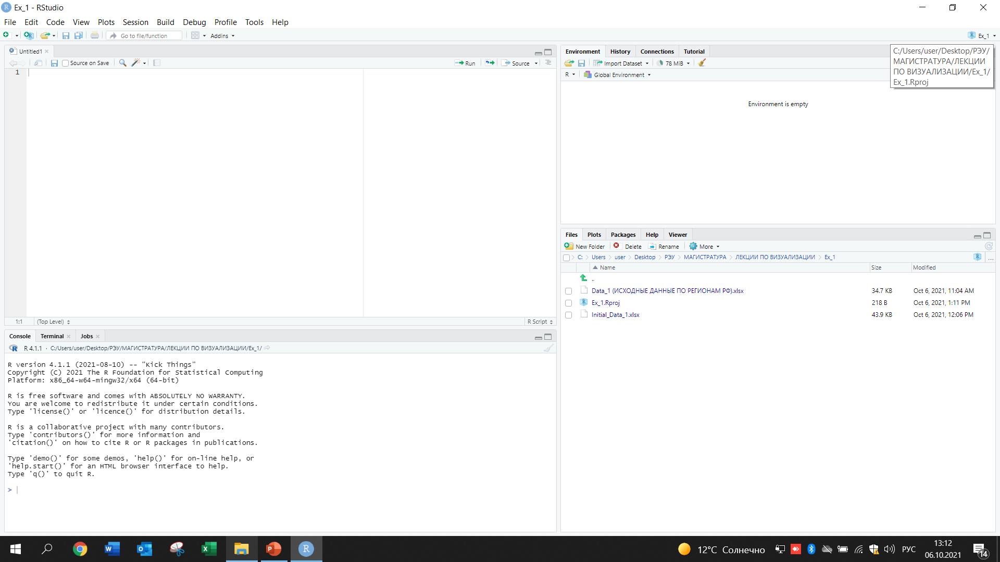 Ex_1 - RStudio
File Edit Code View Plots Session Build Debug Profile Tools Help
Go to file/function Addins Ex_1
Untitled1
Source on Save Run Source
1
1:1 (Top Level) R Script
Console Terminal Jobs
R 4.1.1 · C:/Users/user/Desktop/РЭУ/МАГИСТРАТУРА/ЛЕКЦИИ ПО ВИЗУАЛИЗАЦИИ/Ex_1/
R version 4.1.1 (2021-08-10) -- "Kick Things"
Copyright (C) 2021 The R Foundation for Statistical Computing
Platform: x86_64-w64-mingw32/x64 (64-bit)
R is free software and comes with ABSOLUTELY NO WARRANTY.
You are welcome to redistribute it under certain conditions.
Type 'license()' or 'licence()' for distribution details.
R is a collaborative project with many contributors.
Type 'contributors()' for more information and
'citation()' on how to cite R or R packages in publications.
Type 'demo()' for some demos, 'help()' for on-line help, or
'help.start()' for an HTML browser interface to help.
Type 'q()' to quit R.
>
Environment History Connections Tutorial
Import Dataset 78 MiB
R Global Environment
Environment is empty
C:/Users/user/Desktop/РЭУ/
МАГИСТРАТУРА/ЛЕКЦИИ
ПО ВИЗУАЛИЗАЦИИ/Ex_1/
Ex_1.Rproj
Files Plots Packages Help Viewer
New Folder Delete Rename More
C: Users user Desktop РЭУ МАГИСТРАТУРА ЛЕКЦИИ ПО ВИЗУАЛИЗАЦИИ Ex_1 ...
Name Size Modified
..
Data_1 (ИСХОДНЫЕ ДАННЫЕ ПО РЕГИОНАМ РФ).xlsx 34.7 KB Oct 6, 2021, 11:04 AM
Ex_1.Rproj 218 B Oct 6, 2021, 1:11 PM
Initial_Data_1.xlsx 43.9 KB Oct 6, 2021, 12:06 PM
12°C Солнечно РУС 13:12
06.10.2021
14